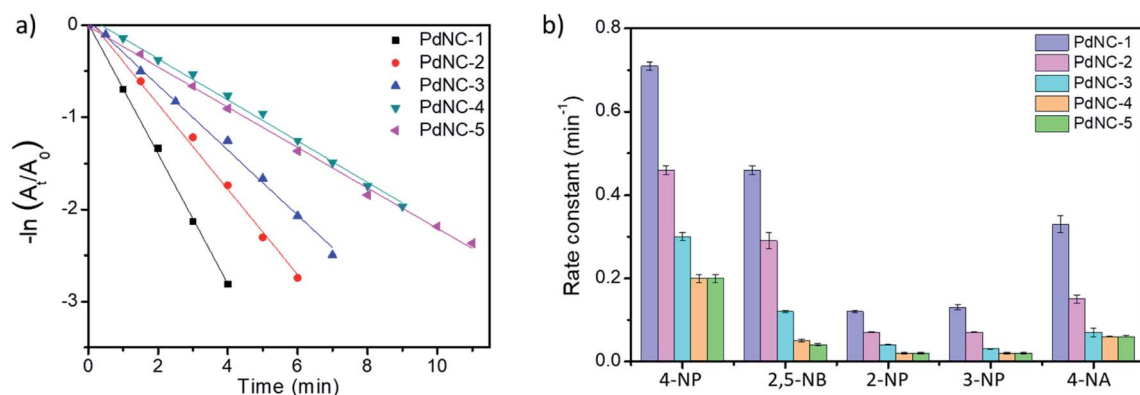 a)
-ln (At/A0)
0
-1
-2
-3
0
2
4
6
8
10
Time (min)
PdNC-1
PdNC-2
PdNC-3
PdNC-4
PdNC-5
b)
Rate constant (min⁻¹)
0.8
0.6
0.4
0.2
0.0
4-NP
2,5-NB
2-NP
3-NP
4-NA
PdNC-1
PdNC-2
PdNC-3
PdNC-4
PdNC-5